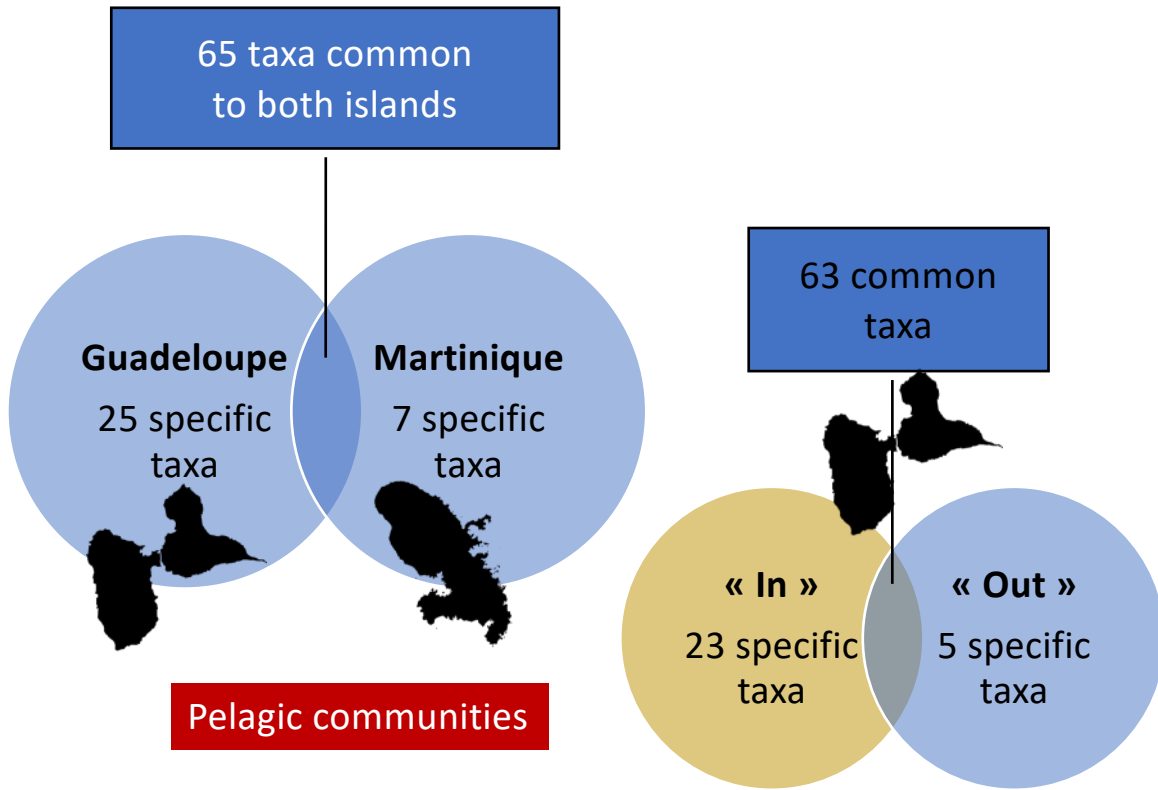 65 taxa common
to both islands
Guadeloupe
25 specific
taxa
Martinique
7 specific
taxa
Pelagic communities
63 common
taxa
« In »
23 specific
taxa
« Out »
5 specific
taxa